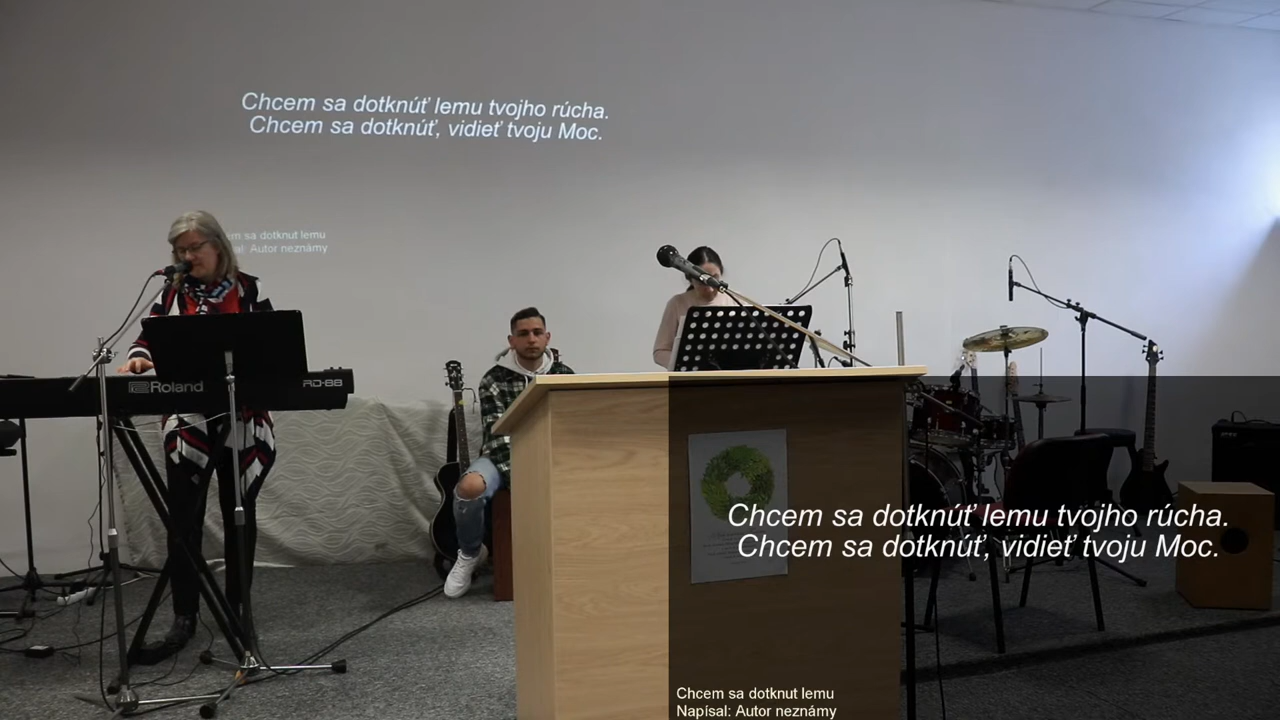 Chcem sa dotknúť lemu tvojho rúcha.
Chcem sa dotknúť, vidieť tvoju Moc.
sa dotknut lemu
Autor neznámy
Roland
RD-88
Chcem sa dotknúť lemu tvojho rúcha.
Chcem sa dotknúť, vidieť tvoju Moc.
Chcem sa dotknut lemu
Napísal: Autor neznámy